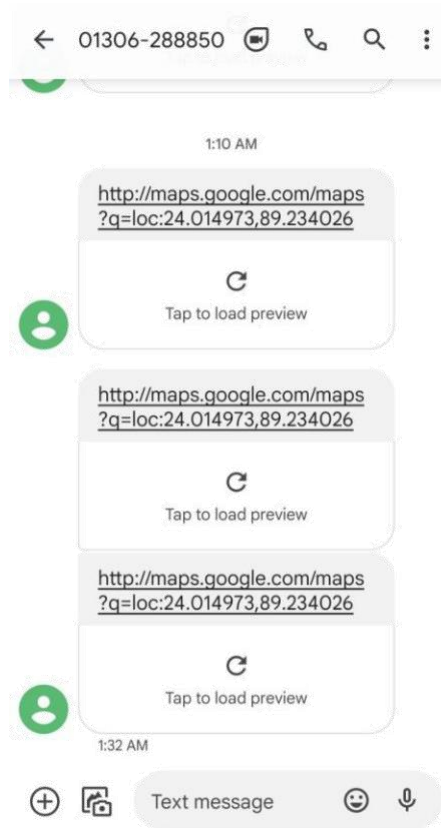 01306-288850
1:10 AM
http://maps.google.com/maps
?q=loc:24.014973,89.234026
Tap to load preview
http://maps.google.com/maps
?q=loc:24.014973,89.234026
Tap to load preview
http://maps.google.com/maps
?q=loc:24.014973,89.234026
Tap to load preview
1:32 AM
Text message